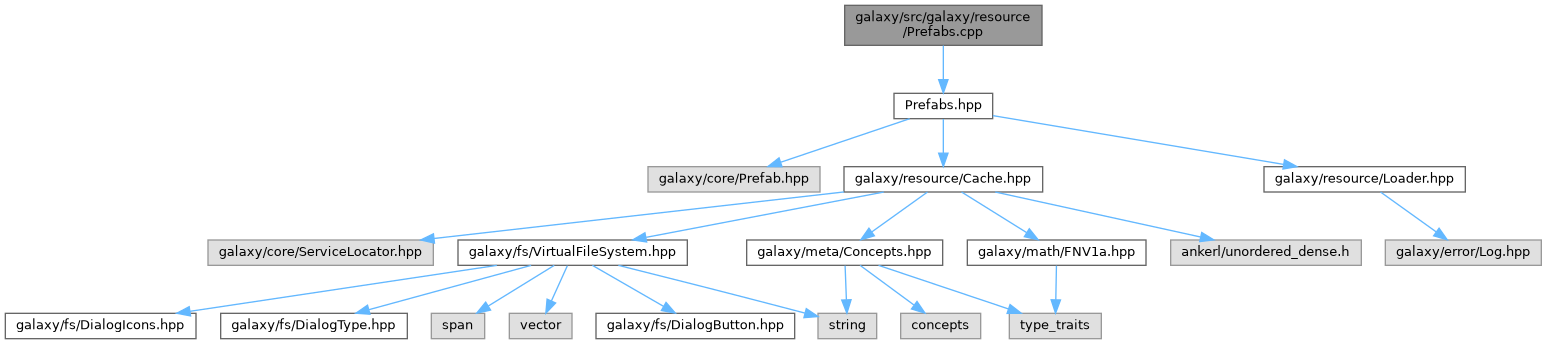 galaxy/src/galaxy/resource
/Prefabs.cpp
Prefabs.hpp
galaxy/core/Prefab.hpp
galaxy/resource/Cache.hpp
galaxy/resource/Loader.hpp
galaxy/core/ServiceLocator.hpp
galaxy/fs/VirtualFileSystem.hpp
galaxy/meta/Concepts.hpp
galaxy/math/FNV1a.hpp
ankerl/unordered_dense.h
galaxy/error/Log.hpp
galaxy/fs/DialogIcons.hpp
galaxy/fs/DialogType.hpp
span
vector
galaxy/fs/DialogButton.hpp
string
concepts
type_traits